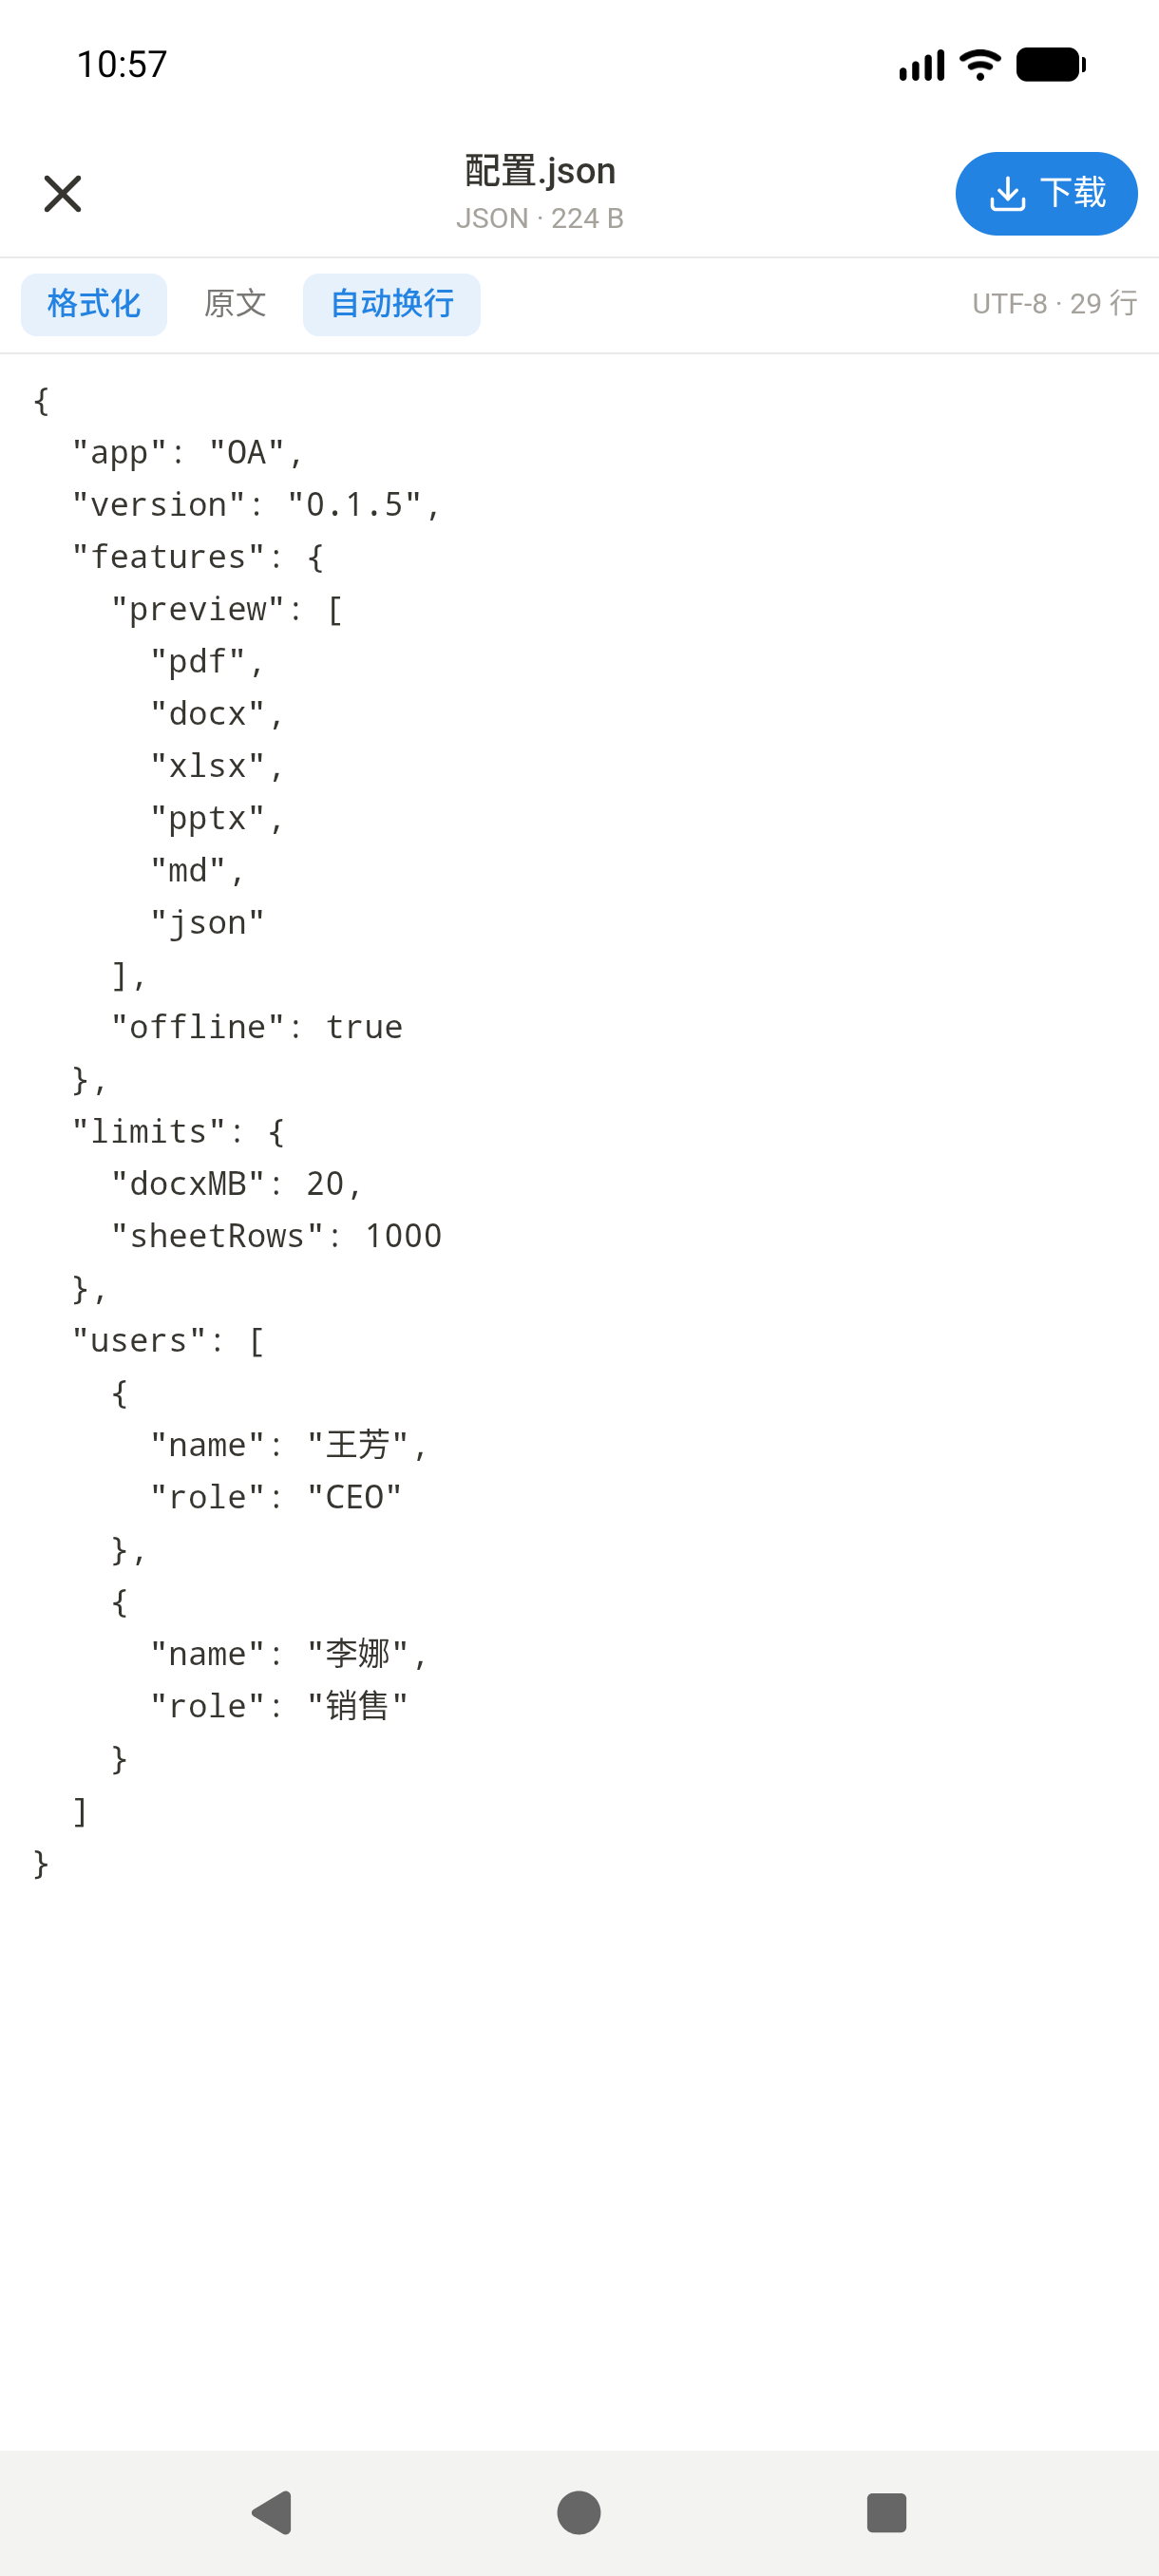 10:57
配置.json
JSON · 224 B
下载
格式化 原文 自动换行 UTF-8 · 29 行
{
  "app": "OA",
  "version": "0.1.5",
  "features": {
    "preview": [
      "pdf",
      "docx",
      "xlsx",
      "pptx",
      "md",
      "json"
    ],
    "offline": true
  },
  "limits": {
    "docxMB": 20,
    "sheetRows": 1000
  },
  "users": [
    {
      "name": "王芳",
      "role": "CEO"
    },
    {
      "name": "李娜",
      "role": "销售"
    }
  ]
}